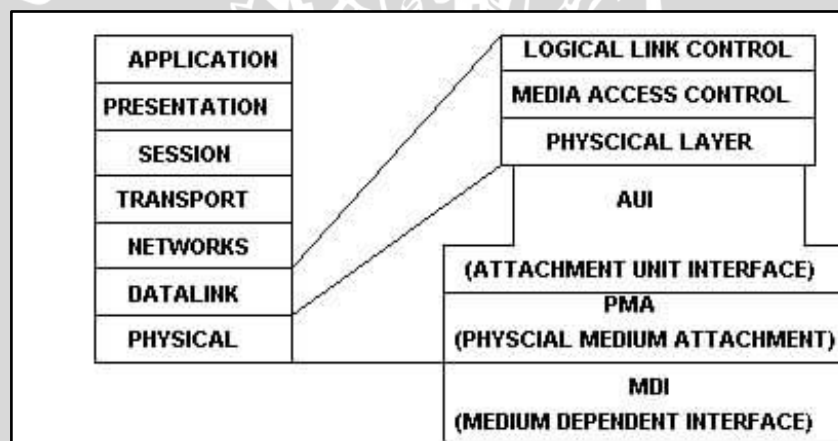 APPLICATION
PRESENTATION
SESSION
TRANSPORT
NETWORKS
DATALINK
PHYSICAL
LOGICAL LINK CONTROL
MEDIA ACCESS CONTROL
PHYSCICAL LAYER
AUI
(ATTACHMENT UNIT INTERFACE)
PMA
(PHYSCIAL MEDIUM ATTACHMENT)
MDI
(MEDIUM DEPENDENT INTERFACE)